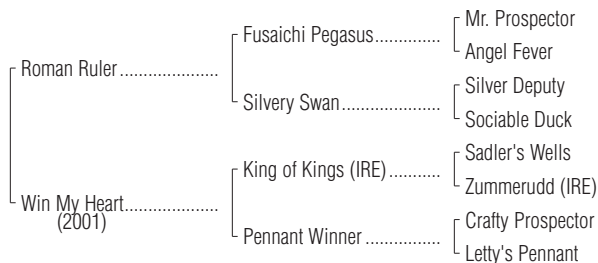 Mr. Prospector
Fusaichi Pegasus..............
Angel Fever
Roman Ruler.....................
Silver Deputy
Silvery Swan.....................
Sociable Duck
Sadler's Wells
King of Kings (IRE)...........
Zummerudd (IRE)
Win My Heart....................
(2001)
Crafty Prospector
Pennant Winner................
Letty's Pennant